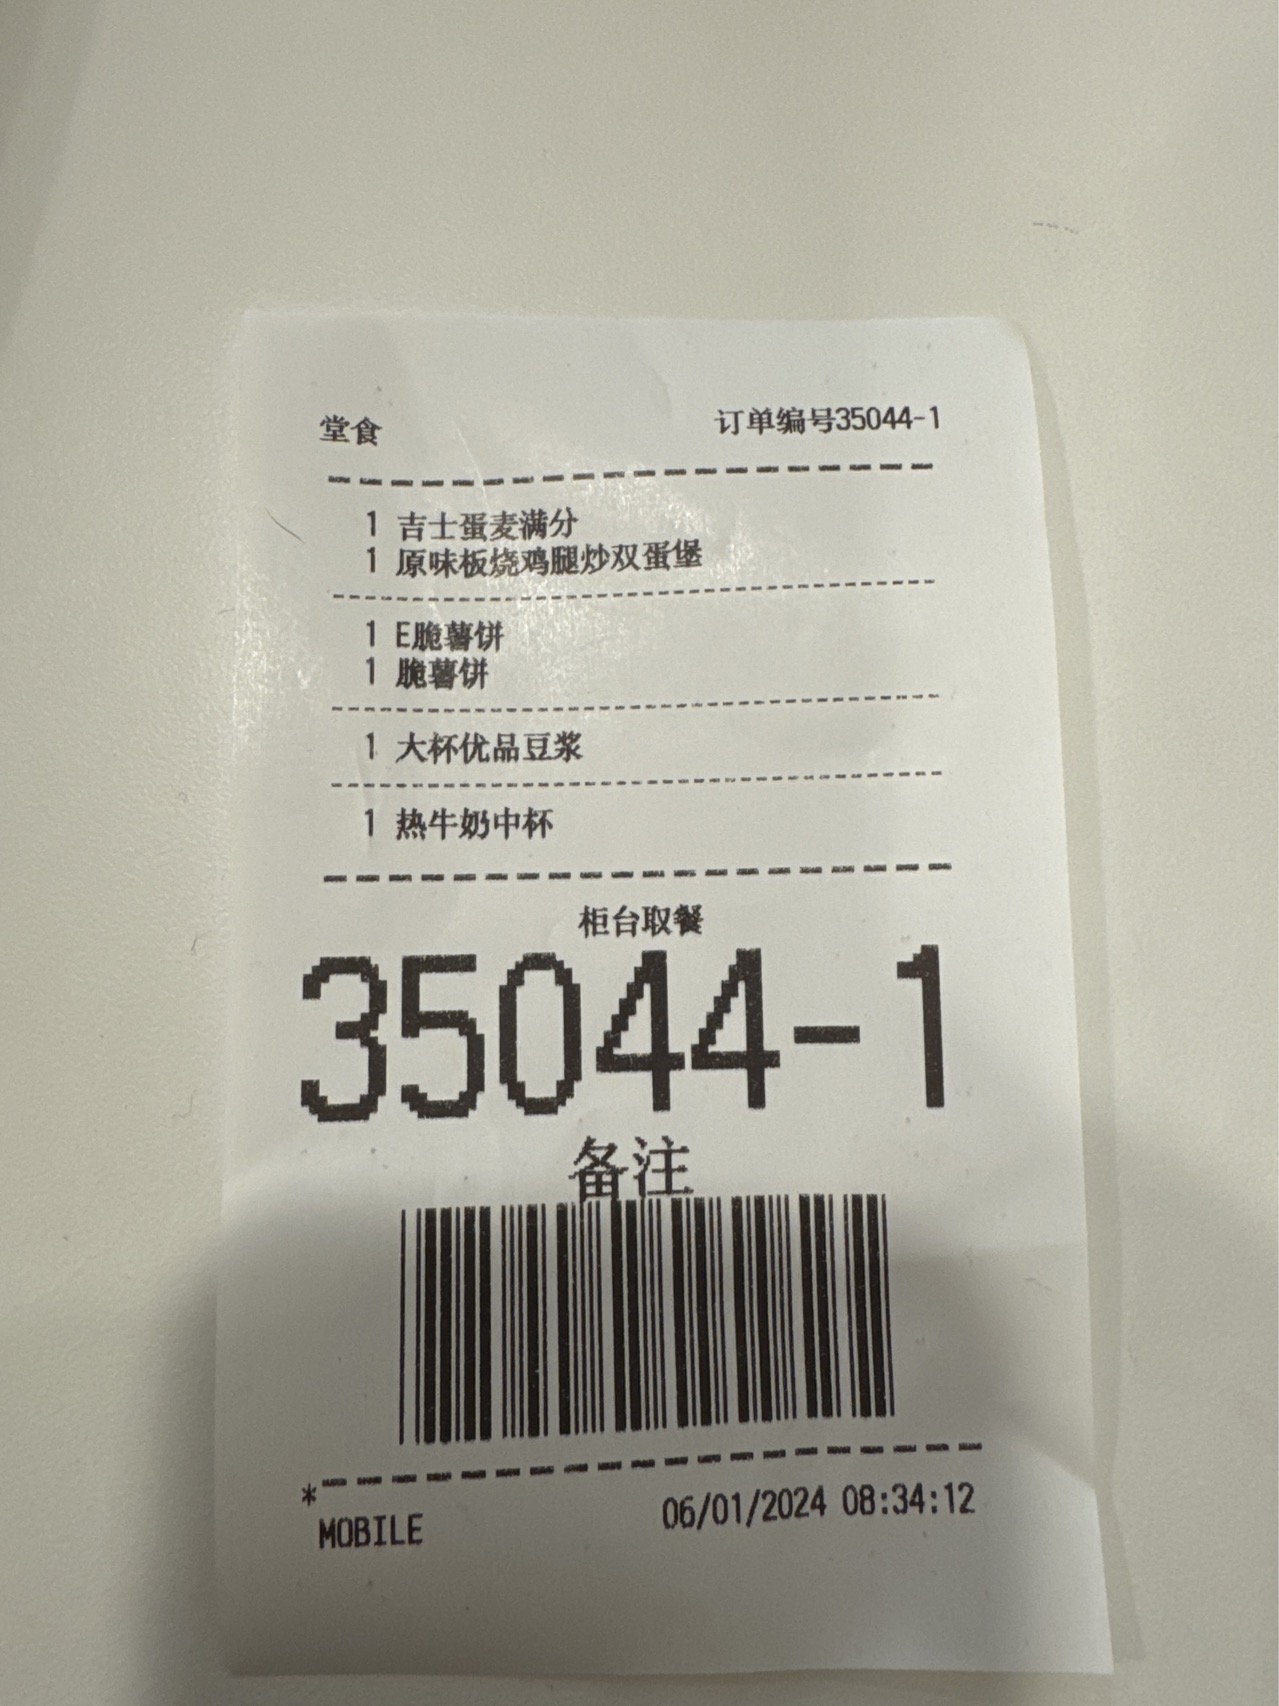 堂食 订单编号35044-1
1 吉士蛋麦满分
1 原味板烧鸡腿炒双蛋堡
1 E脆薯饼
1 脆薯饼
1 大杯优品豆浆
1 热牛奶中杯
柜台取餐
35044-1
备注
*
MOBILE 06/01/2024 08:34:12